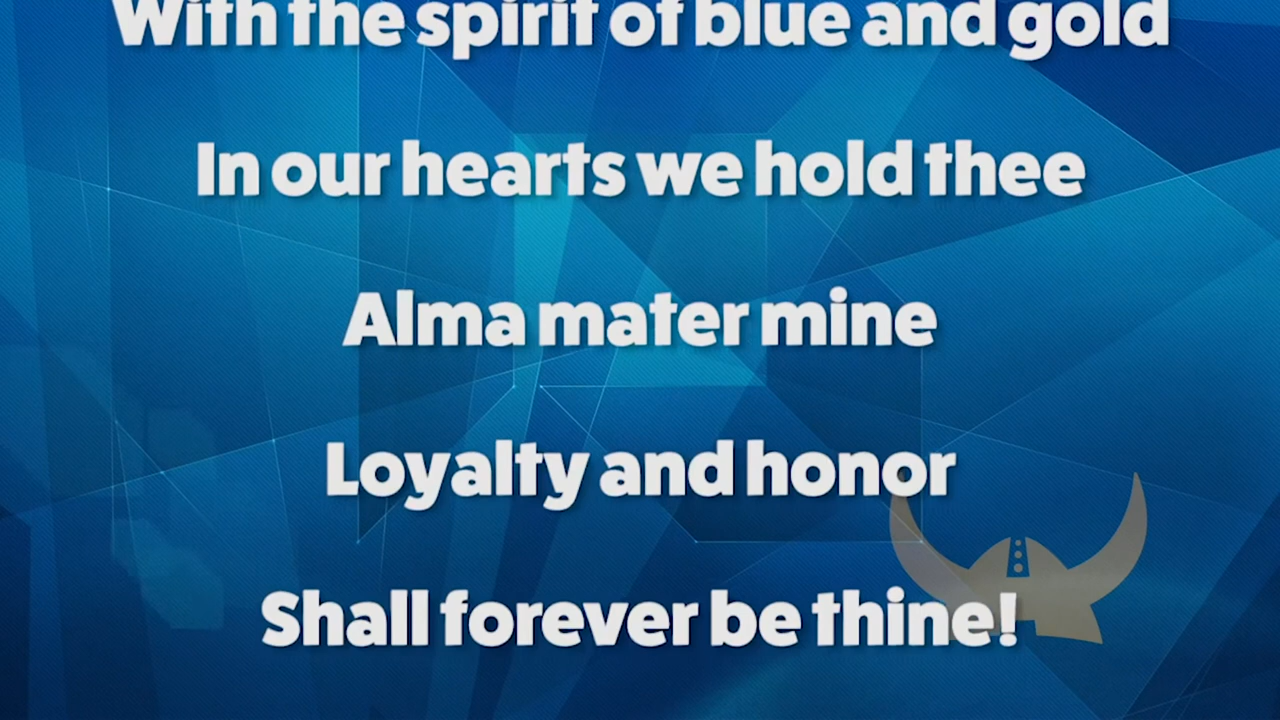 With the spirit of blue and gold
In our hearts we hold thee
Alma mater mine
Loyalty and honor
Shall forever be thine!